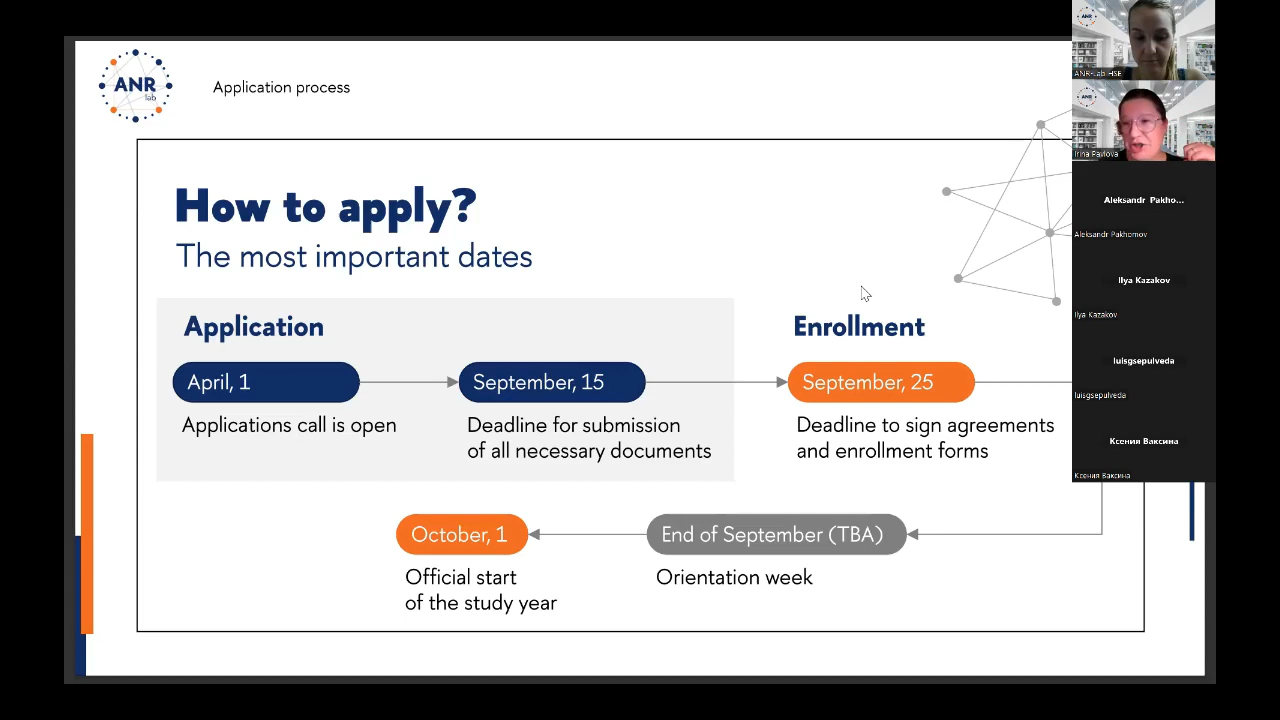 ANR
lab
Application process
How to apply?
The most important dates
Application
April, 1
Applications call is open
September, 15
Deadline for submission
of all necessary documents
Enrollment
September, 25
Deadline to sign agreements
and enrollment forms
End of September (TBA)
Orientation week
October, 1
Official start
of the study year
ANR
ANR-Lab HSE
ANR
Irina Pavlova
Aleksandr Pakho...
Aleksandr Pakhomov
Ilya Kazakov
Ilya Kazakov
luisgsepulveda
luisgsepulveda
Ксения Ваксина
Ксения Ваксина